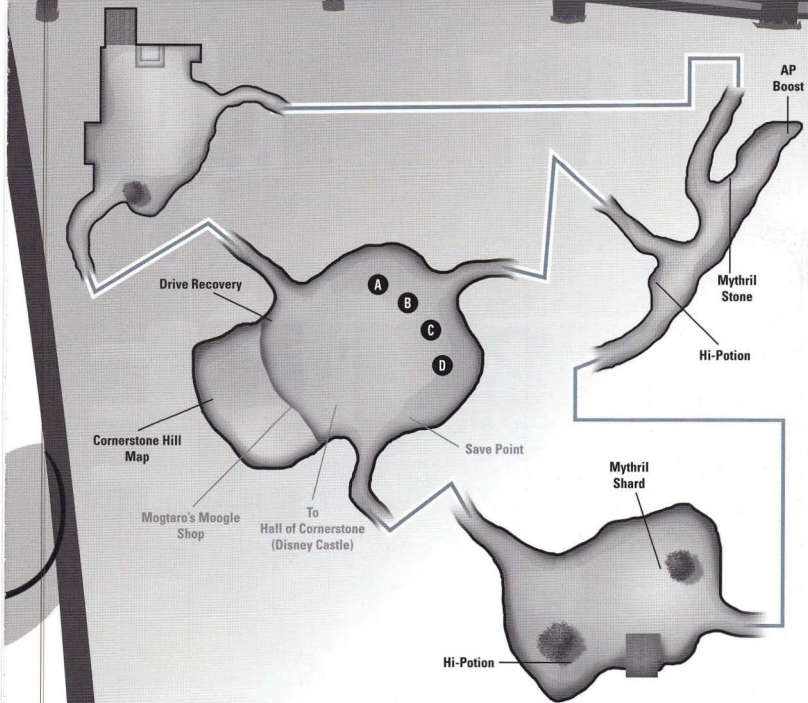 AP
Boost
Drive Recovery
A
B
C
D
Mythril
Stone
Hi-Potion
Cornerstone Hill
Map
Save Point
Mogtaro's Moogle
Shop
To
Hall of Cornerstone
(Disney Castle)
Mythril
Shard
Hi-Potion